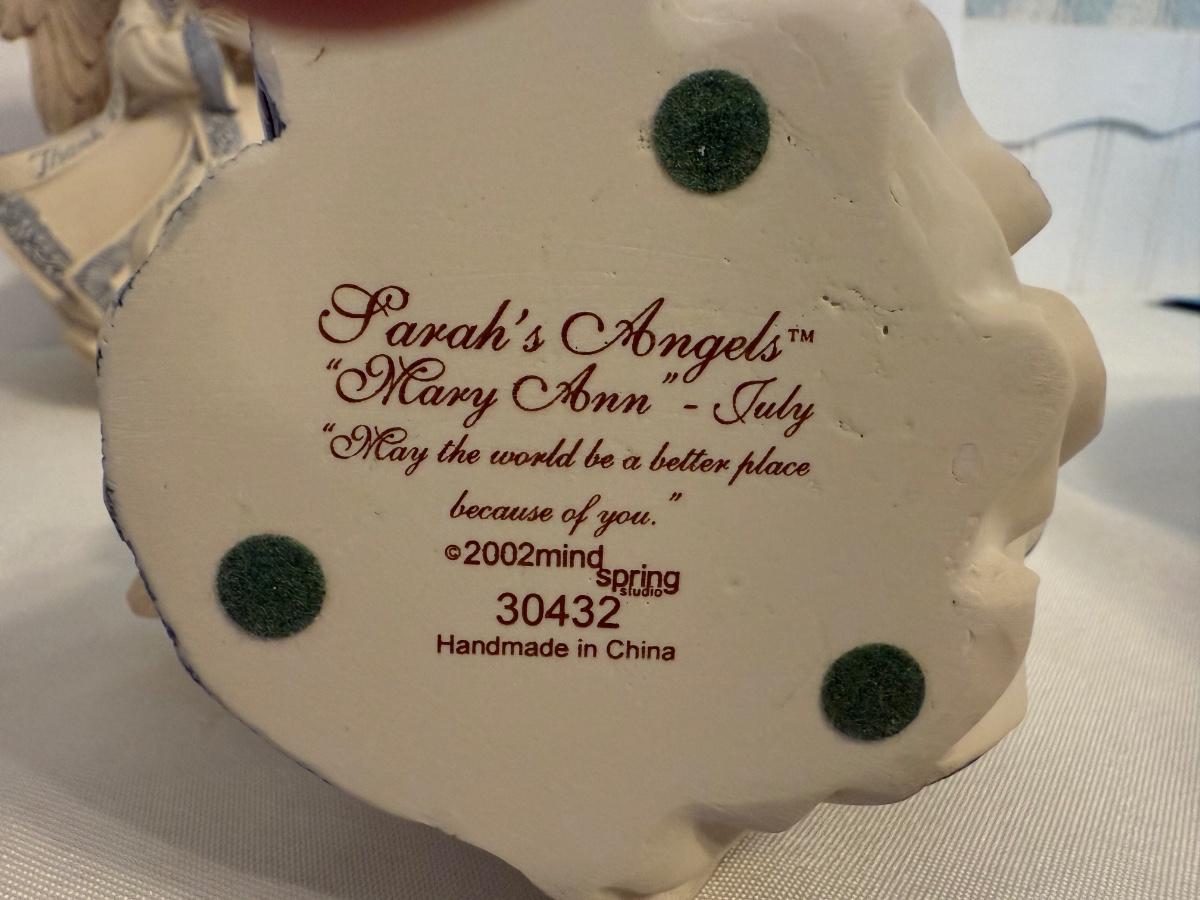 Thank
Sarah's Angels™
"Mary Ann" - July
"May the world be a better place
because of you."
©2002mind
spring
studio
30432
Handmade in China